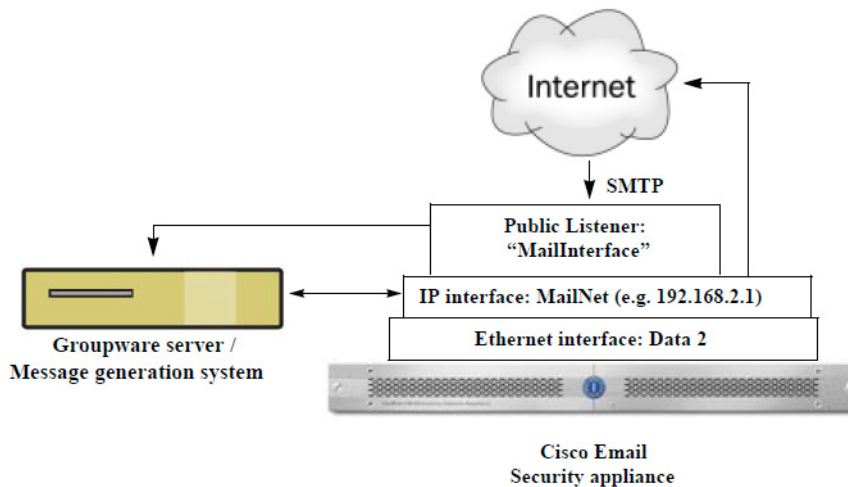 Internet
SMTP
Public Listener:
“MailInterface”
IP interface: MailNet (e.g. 192.168.2.1)
Ethernet interface: Data 2
Groupware server /
Message generation system
Cisco Email
Security appliance